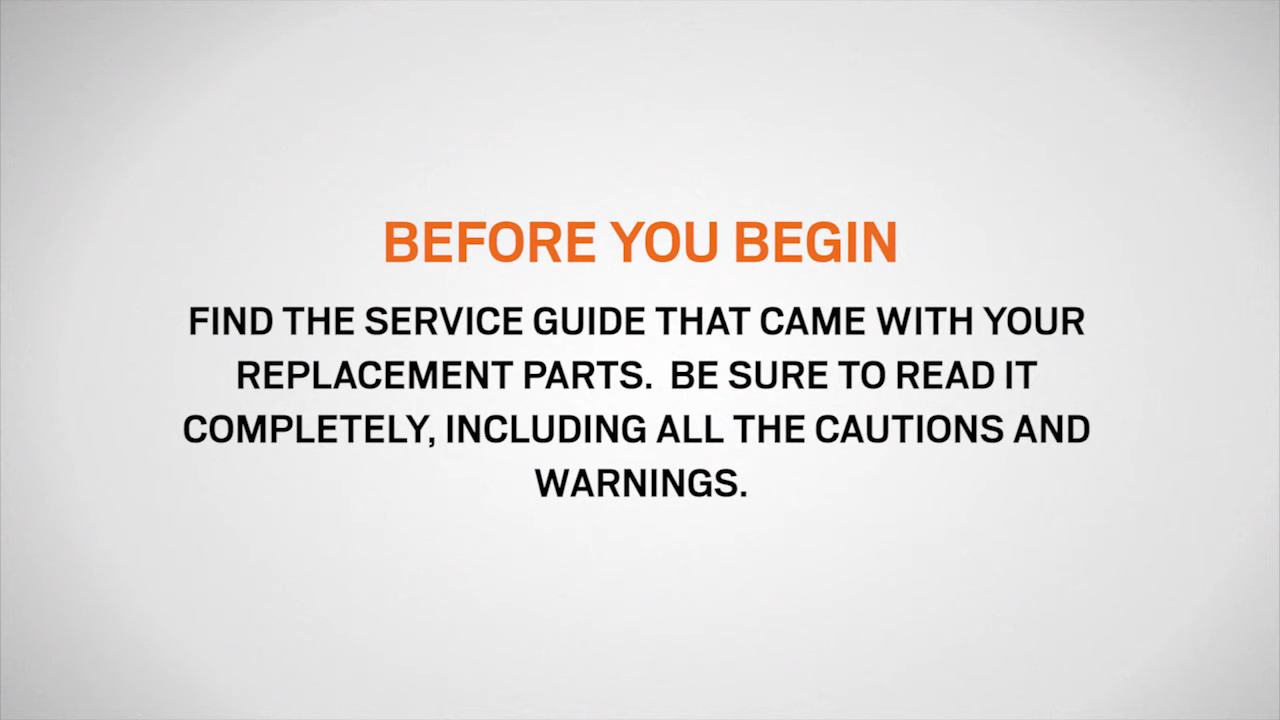 BEFORE YOU BEGIN
FIND THE SERVICE GUIDE THAT CAME WITH YOUR
REPLACEMENT PARTS.  BE SURE TO READ IT
COMPLETELY, INCLUDING ALL THE CAUTIONS AND
WARNINGS.